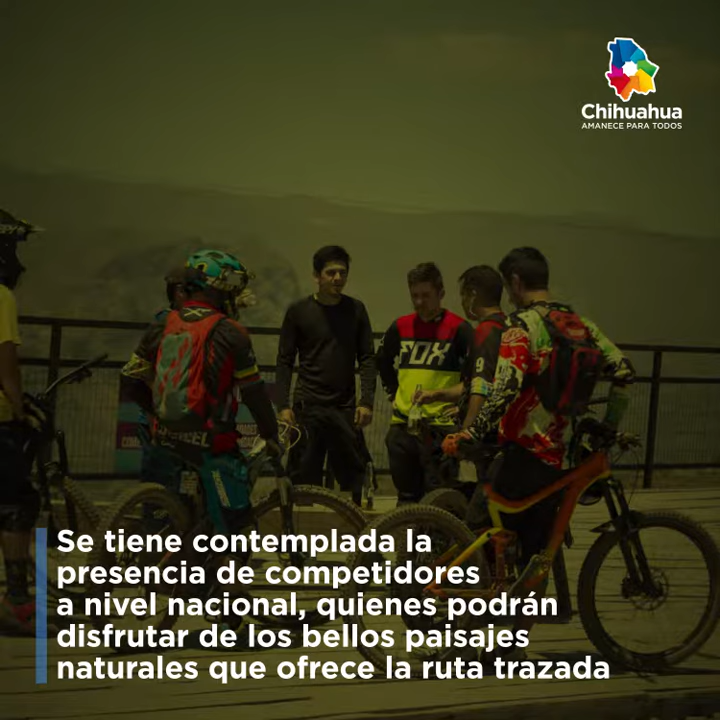 Chihuahua
AMANECE PARA TODOS
FOX
9
Se tiene contemplada la
presencia de competidores
a nivel nacional, quienes podrán
disfrutar de los bellos paisajes
naturales que ofrece la ruta trazada